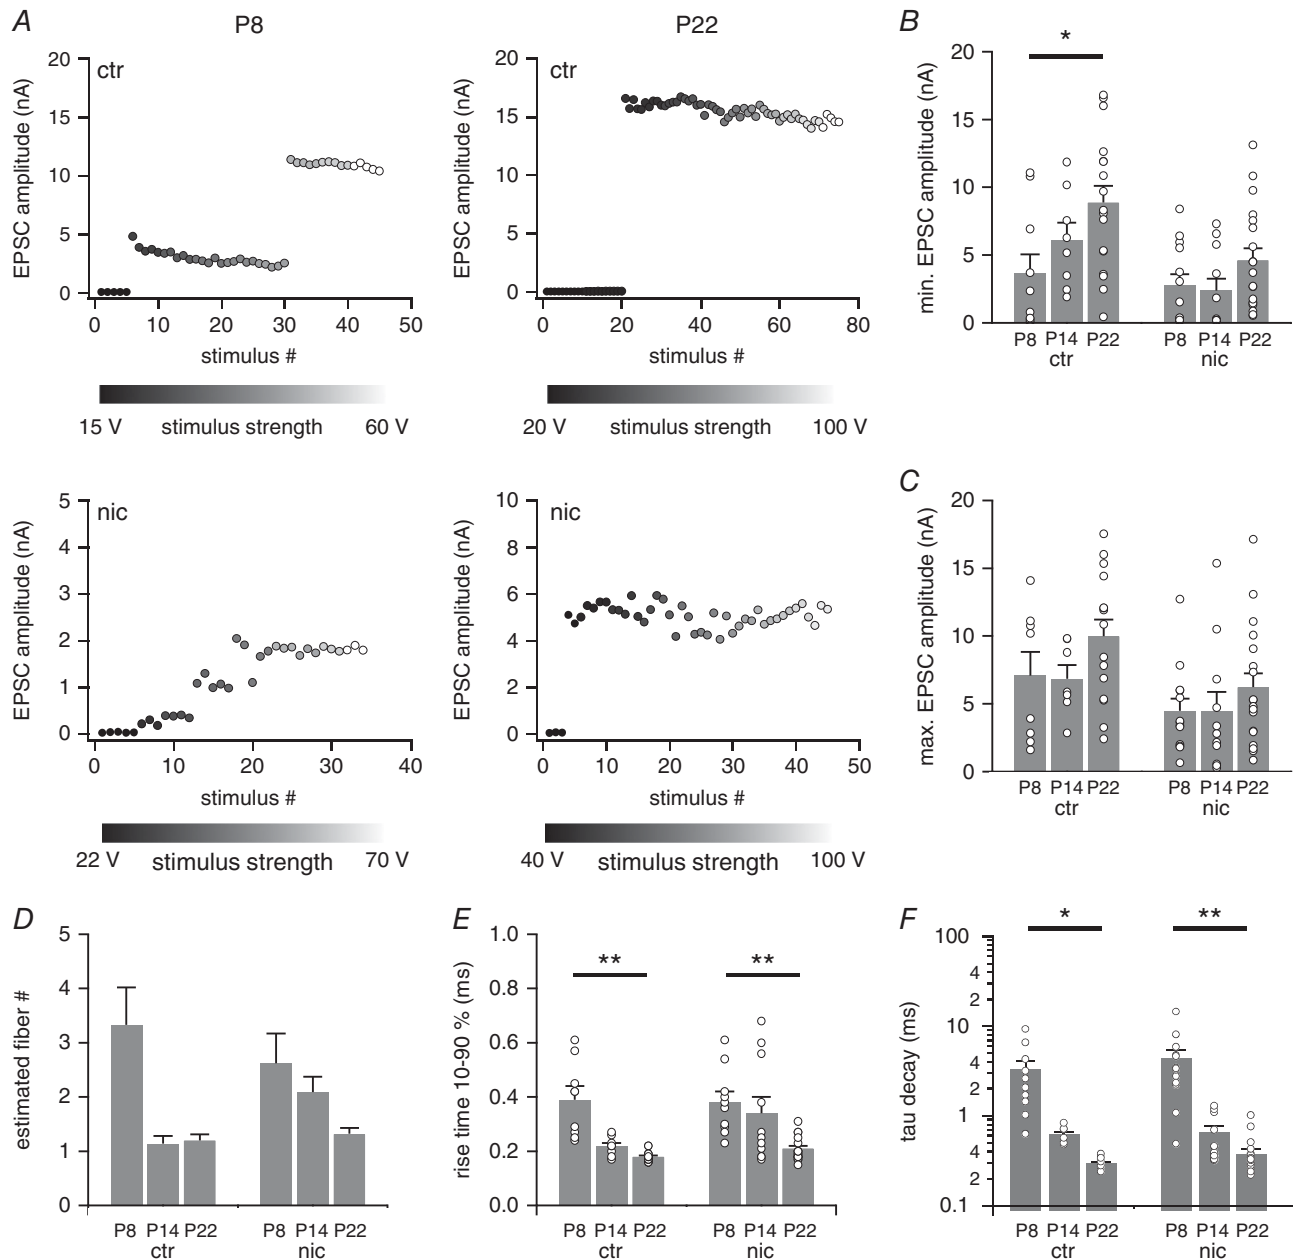 A
P8
P22
B
ctr
EPSC amplitude (nA)
20
15
10
5
0
0 10 20 30 40 50
stimulus #
15 V stimulus strength 60 V
ctr
EPSC amplitude (nA)
20
15
10
5
0
0 20 40 60 80
stimulus #
20 V stimulus strength 100 V
min. EPSC amplitude (nA)
20
15
10
5
0
*
P8 P14 P22 P8 P14 P22
ctr nic
nic
EPSC amplitude (nA)
5
4
3
2
1
0
0 10 20 30 40
stimulus #
22 V stimulus strength 70 V
nic
EPSC amplitude (nA)
10
8
6
4
2
0
0 10 20 30 40 50
stimulus #
40 V stimulus strength 100 V
C
max. EPSC amplitude (nA)
20
15
10
5
0
P8 P14 P22 P8 P14 P22
ctr nic
D
estimated fiber #
5
4
3
2
1
0
P8 P14 P22 P8 P14 P22
ctr nic
E
rise time 10-90 % (ms)
1.0
0.8
0.6
0.4
0.2
0.0
** **
P8 P14 P22 P8 P14 P22
ctr nic
F
tau decay (ms)
100
4
2
10
4
2
1
4
2
0.1
* **
P8 P14 P22 P8 P14 P22
ctr nic